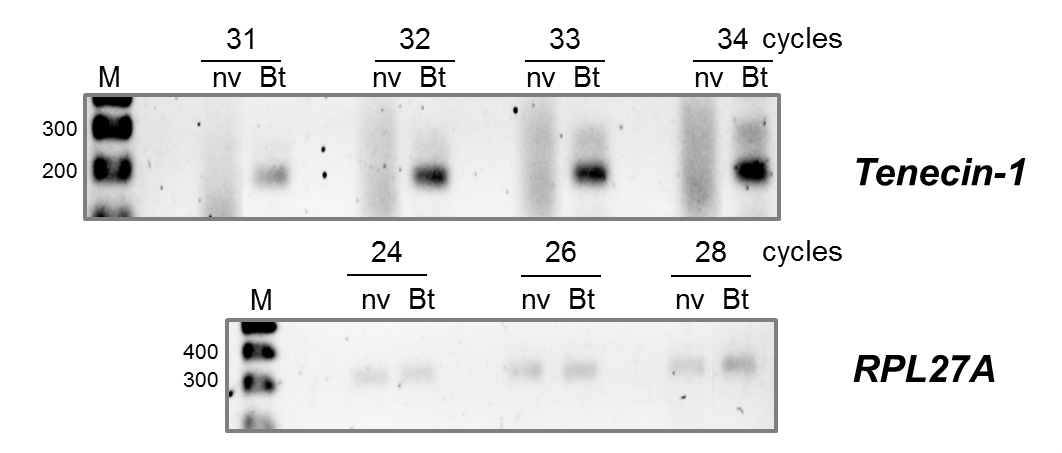 31 32 33 34 cycles
M nv Bt nv Bt nv Bt nv Bt
300
200 Tenecin-1
24 26 28 cycles
M nv Bt nv Bt nv Bt
400
300 RPL27A